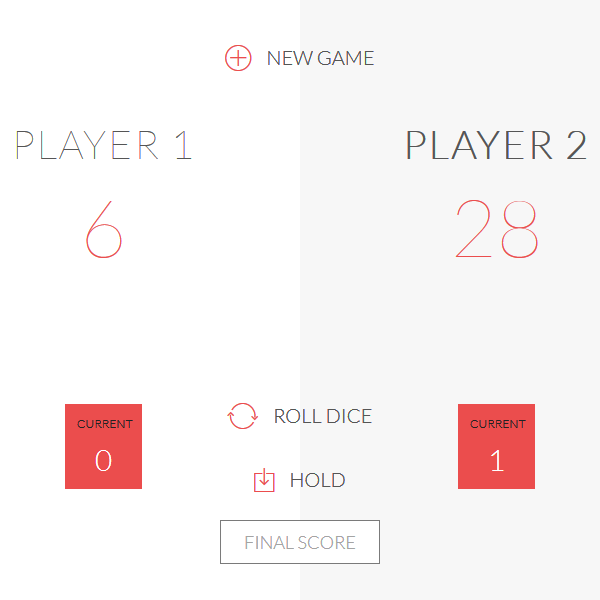 NEW GAME
PLAYER 1
PLAYER 2
6
28
CURRENT
0
ROLL DICE
HOLD
CURRENT
1
FINAL SCORE